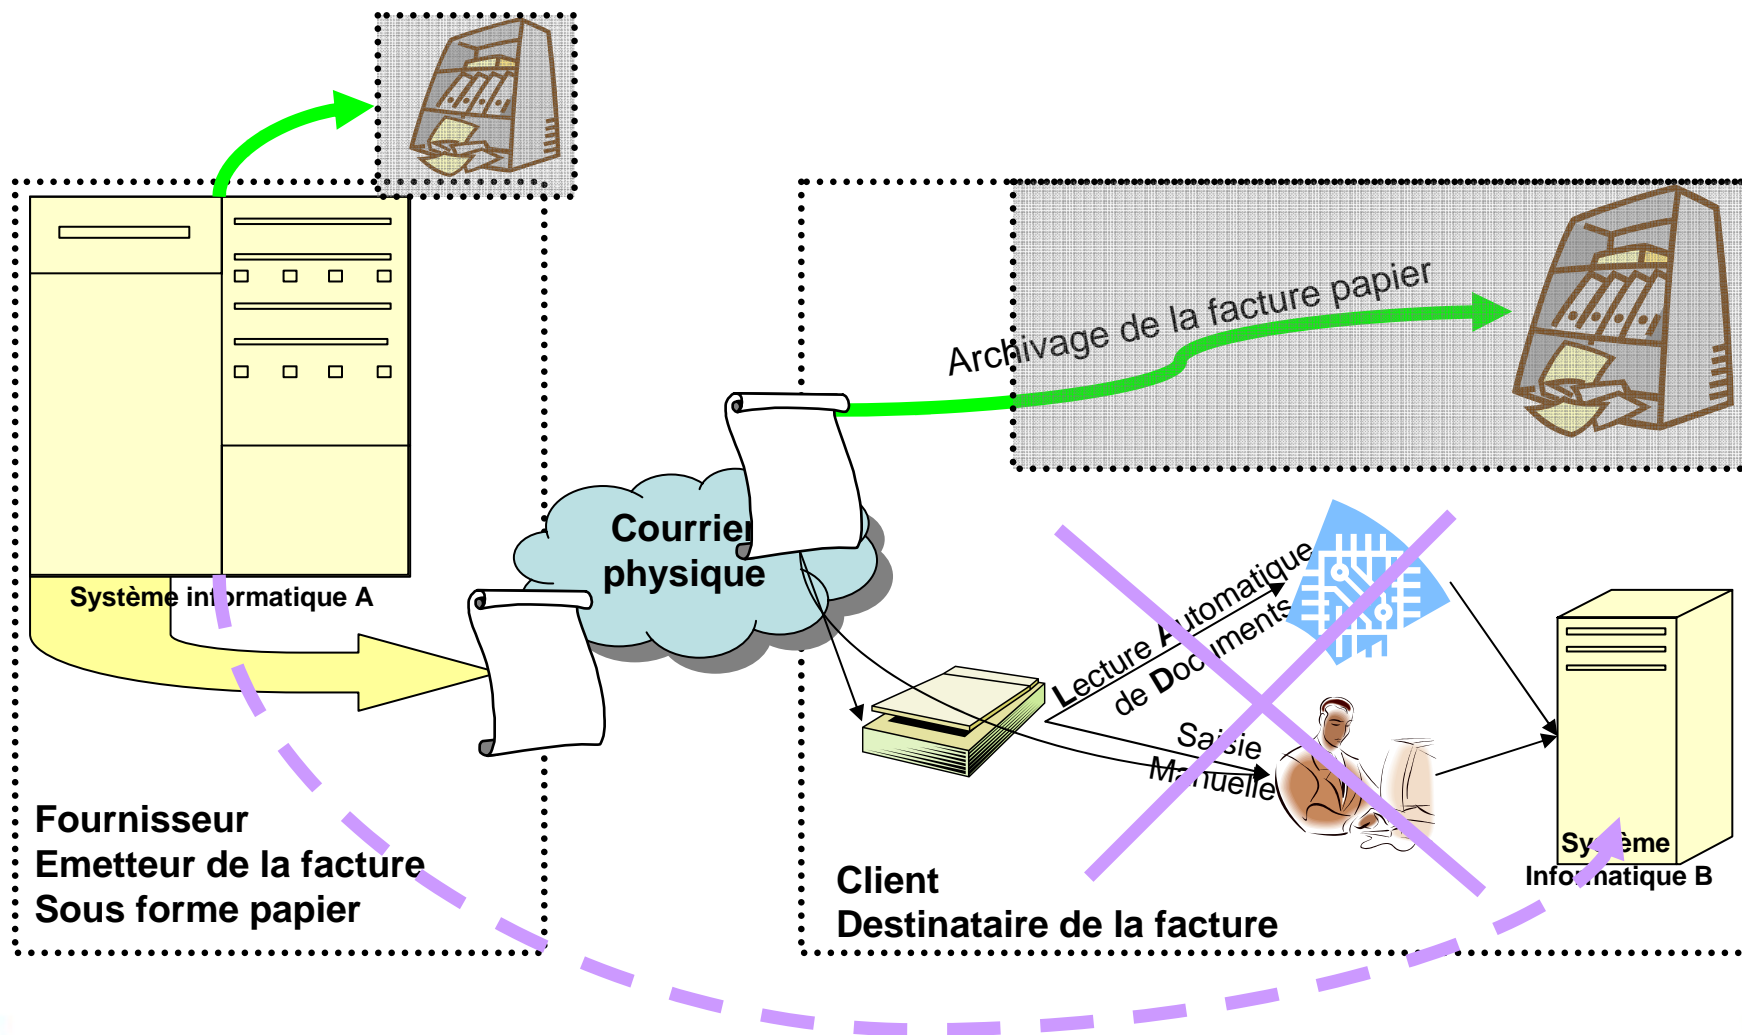 Archivage de la facture papier
Courrier
physique
Système informatique A
Lecture Automatique
de Documents
Saisie
Manuelle
Fournisseur
Emetteur de la facture
Sous forme papier
Client
Destinataire de la facture
Système
Informatique B